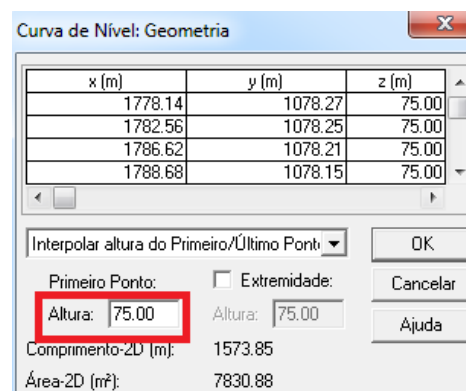 Curva de Nível: Geometria
x (m) y (m) z (m)
1778.14 1078.27 75.00
1782.56 1078.25 75.00
1786.62 1078.21 75.00
1788.68 1078.15 75.00
Interpolar altura do Primeiro/Último Ponto OK
Primeiro Ponto: Extremidade: Cancelar
Altura: 75.00 Altura: 75.00 Ajuda
Comprimento-2D (m): 1573.85
Área-2D (m²): 7830.88